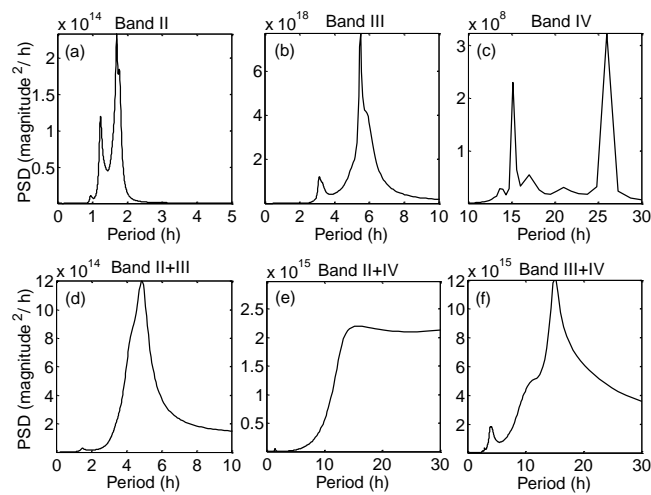 x 10^14 Band II
x 10^18 Band III
x 10^8 Band IV
(a)
(b)
(c)
PSD (magnitude^2/ h)
2
1.5
1
0.5
6
4
2
3
2
1
0 1 2 3 4 5
0 2 4 6 8 10
10 15 20 25 30
Period (h)
Period (h)
Period (h)
x 10^14 Band II+III
x 10^15 Band II+IV
x 10^15 Band III+IV
(d)
(e)
(f)
PSD (magnitude^2/ h)
12
10
8
6
4
2
2.5
2
1.5
1
0.5
12
10
8
6
4
2
0 2 4 6 8 10
0 10 20 30
0 10 20 30
Period (h)
Period (h)
Period (h)